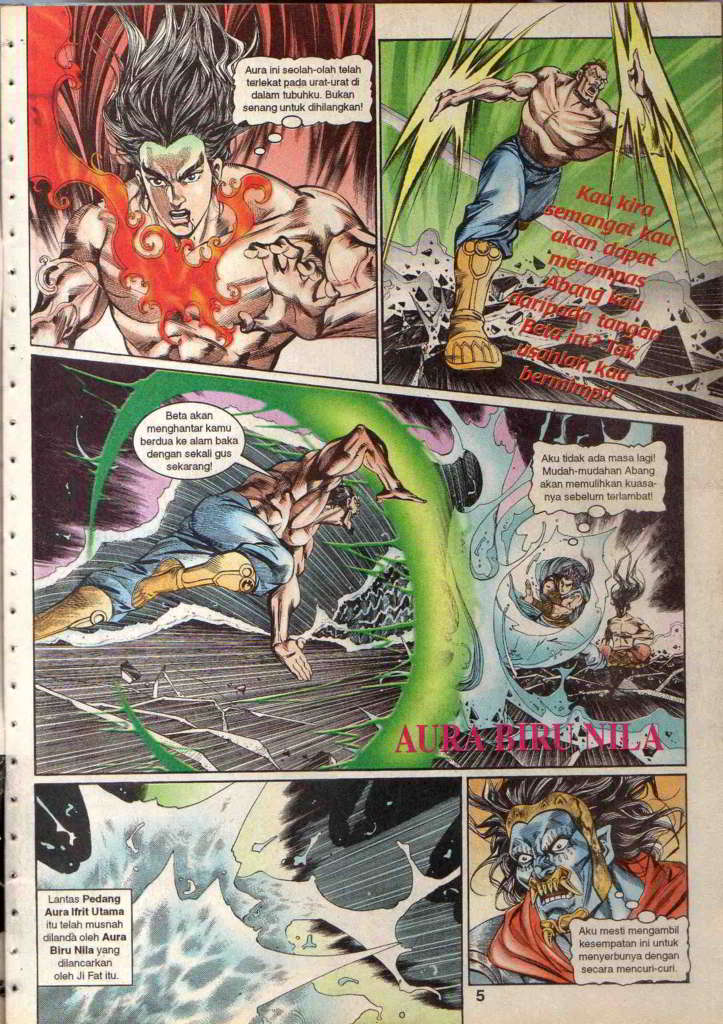 Aura ini seolah-olah telah
terlekat pada urat-urat di
dalam tubuhku. Bukan
senang untuk dihilangkan!
Kau kira
semangat kau
akan dapat
merampas
Abang kau
daripada tangan
Beta ini? Tak
usahlah kau
bermimpi!
Beta akan
menghantar kamu
berdua ke alam baka
dengan sekali gus
sekarang!
Aku tidak ada masa lagi!
Mudah-mudahan Abang
akan memulihkan kuasa-
nya sebelum terlambat!
AURA BIRU NILA
Lantas Pedang
Aura Ifrit Utama
itu telah musnah
dilanda oleh Aura
Biru Nila yang
dilancarkan
oleh Ji Fat itu.
Aku mesti mengambil
kesempatan ini untuk
menyerbunya dengan
secara mencuri-curi.
5